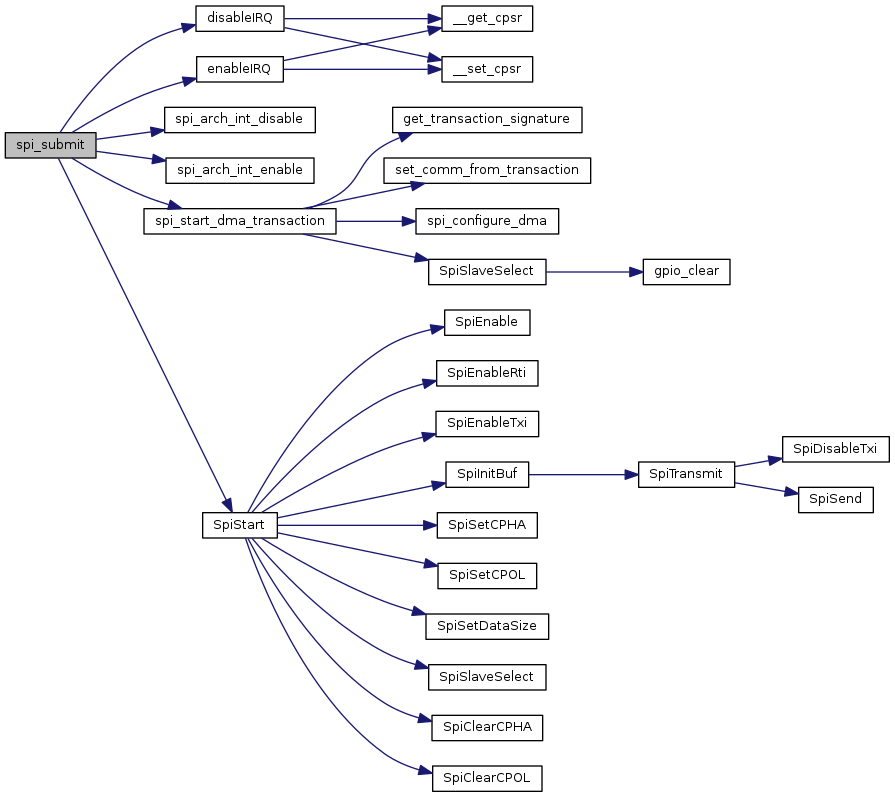 disableIRQ
__get_cpsr
enableIRQ
__set_cpsr
spi_arch_int_disable
get_transaction_signature
spi_submit
spi_arch_int_enable
set_comm_from_transaction
spi_start_dma_transaction
spi_configure_dma
SpiSlaveSelect
gpio_clear
SpiEnable
SpiEnableRti
SpiEnableTxi
SpiInitBuf
SpiTransmit
SpiDisableTxi
SpiSend
SpiStart
SpiSetCPHA
SpiSetCPOL
SpiSetDataSize
SpiSlaveSelect
SpiClearCPHA
SpiClearCPOL